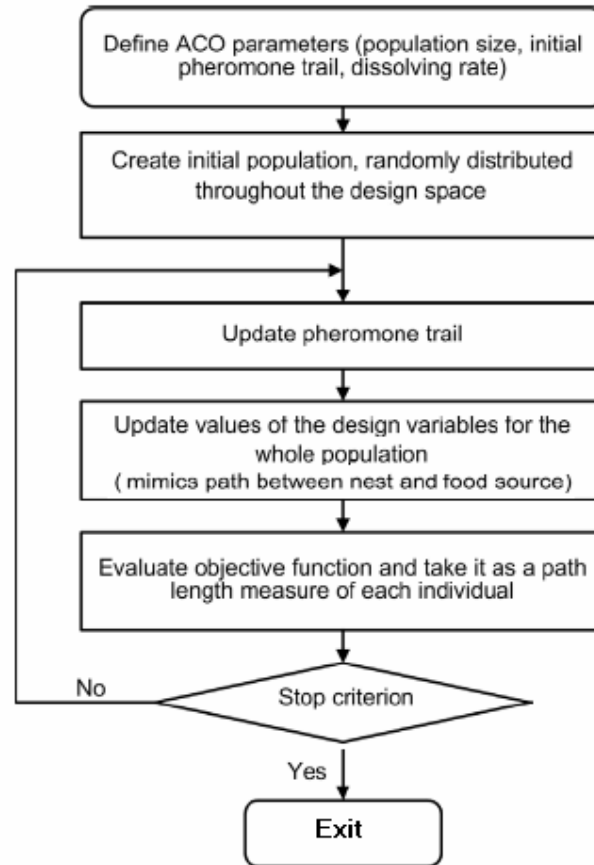 Define ACO parameters (population size, initial
pheromone trail, dissolving rate)
Create initial population, randomly distributed
throughout the design space
Update pheromone trail
Update values of the design variables for the
whole population
( mimics path between nest and food source)
Evaluate objective function and take it as a path
length measure of each individual
No
Stop criterion
Yes
Exit